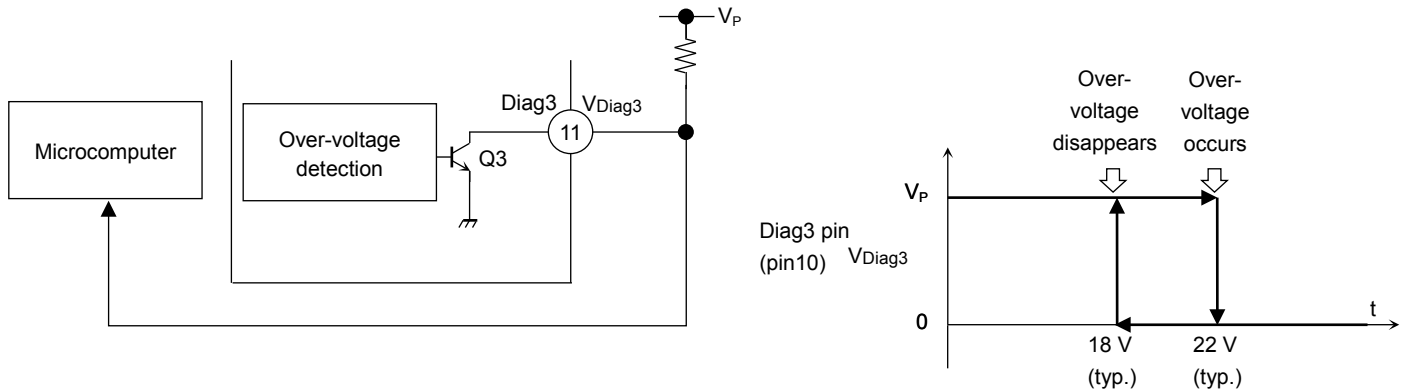 VP
Microcomputer
Over-voltage
detection
Q3
Diag3
VDiag3
11
Over-
voltage
disappears
Over-
voltage
occurs
VP
Diag3 pin
(pin10)
VDiag3
0
t
18 V
(typ.)
22 V
(typ.)